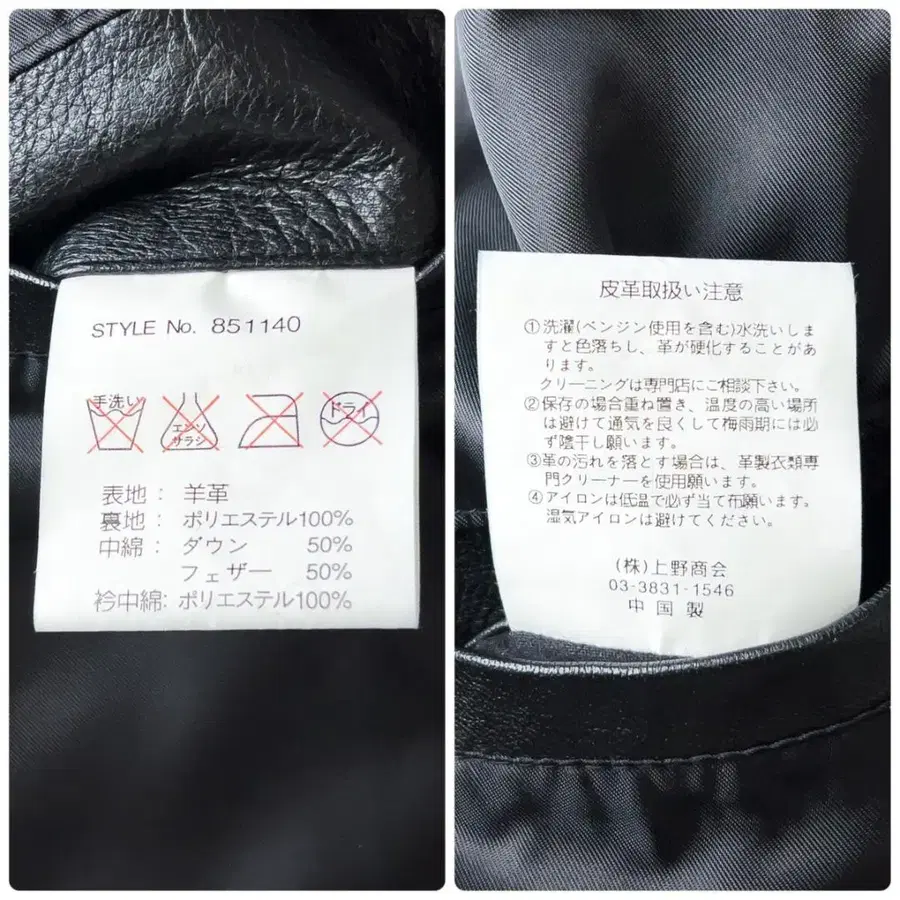 STYLE No. 851140
手洗い
エンソ
サラシ
ドライ
表地: 羊革
裏地: ポリエステル100%
中綿: ダウン 50%
フェザー 50%
衿中綿: ポリエステル100%
皮革取扱い注意
①洗濯(ベンジン使用を含む)水洗いしま
すと色落ちし、革が硬化することがあ
ります。
クリーニングは専門店にご相談下さい。
②保存の場合重ね置き、温度の高い場所
は避けて通気を良くして梅雨期には必
ず陰干し願います。
③革の汚れを落とす場合は、革製衣類専
門クリーナーを使用願います。
④アイロンは低温で必ず当て布願います。
湿気アイロンは避けてください。
(株)上野商会
03-3831-1546
中国製